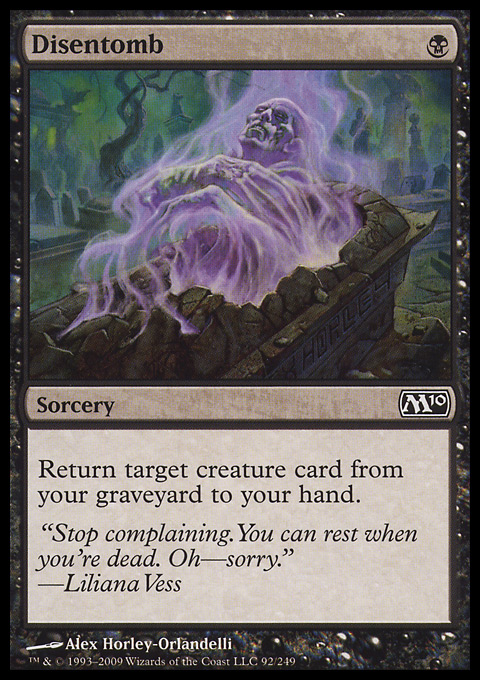 Disentomb
HORLEY
Sorcery
M10
Return target creature card from
your graveyard to your hand.
“Stop complaining. You can rest when
you're dead. Oh—sorry.”
—Liliana Vess
Alex Horley-Orlandelli
™ & © 1993–2009 Wizards of the Coast LLC 92/249